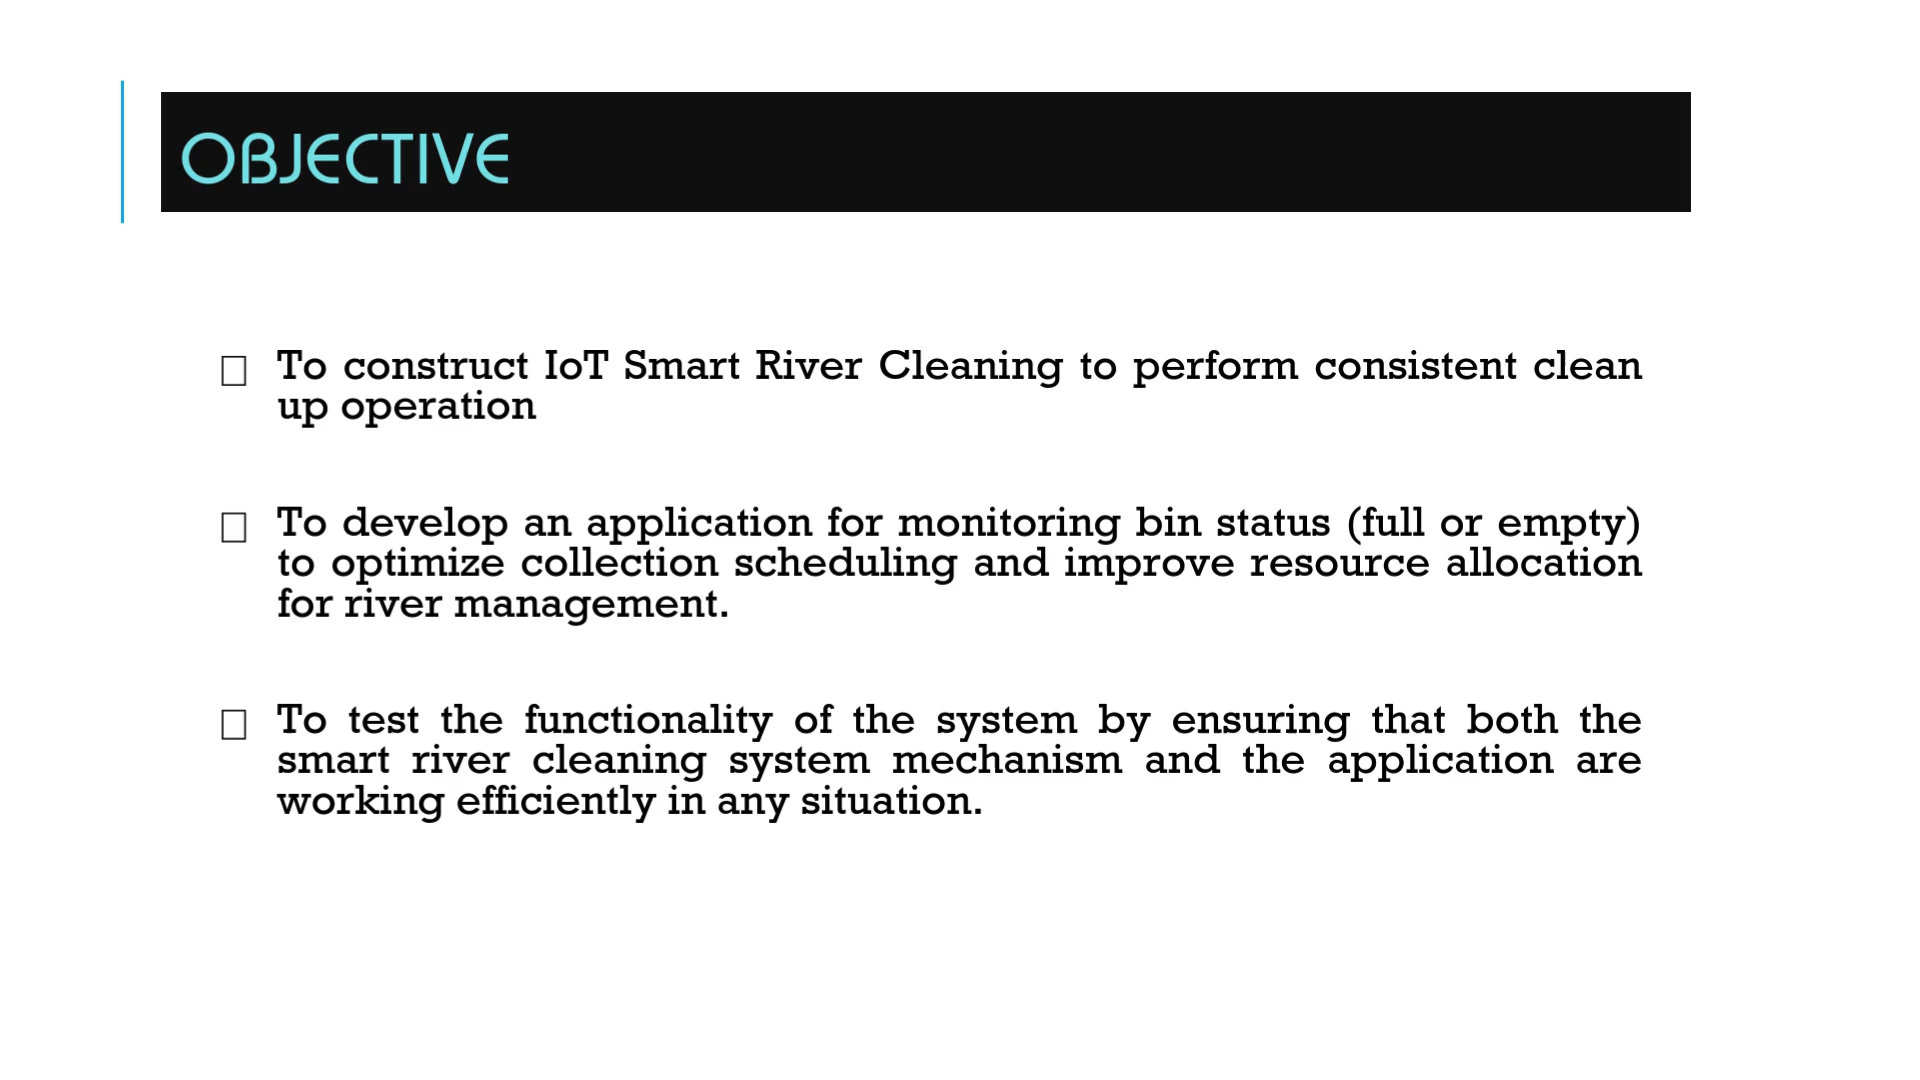 OBJECTIVE
To construct IoT Smart River Cleaning to perform consistent clean
up operation
To develop an application for monitoring bin status (full or empty)
to optimize collection scheduling and improve resource allocation
for river management.
To test the functionality of the system by ensuring that both the
smart river cleaning system mechanism and the application are
working efficiently in any situation.